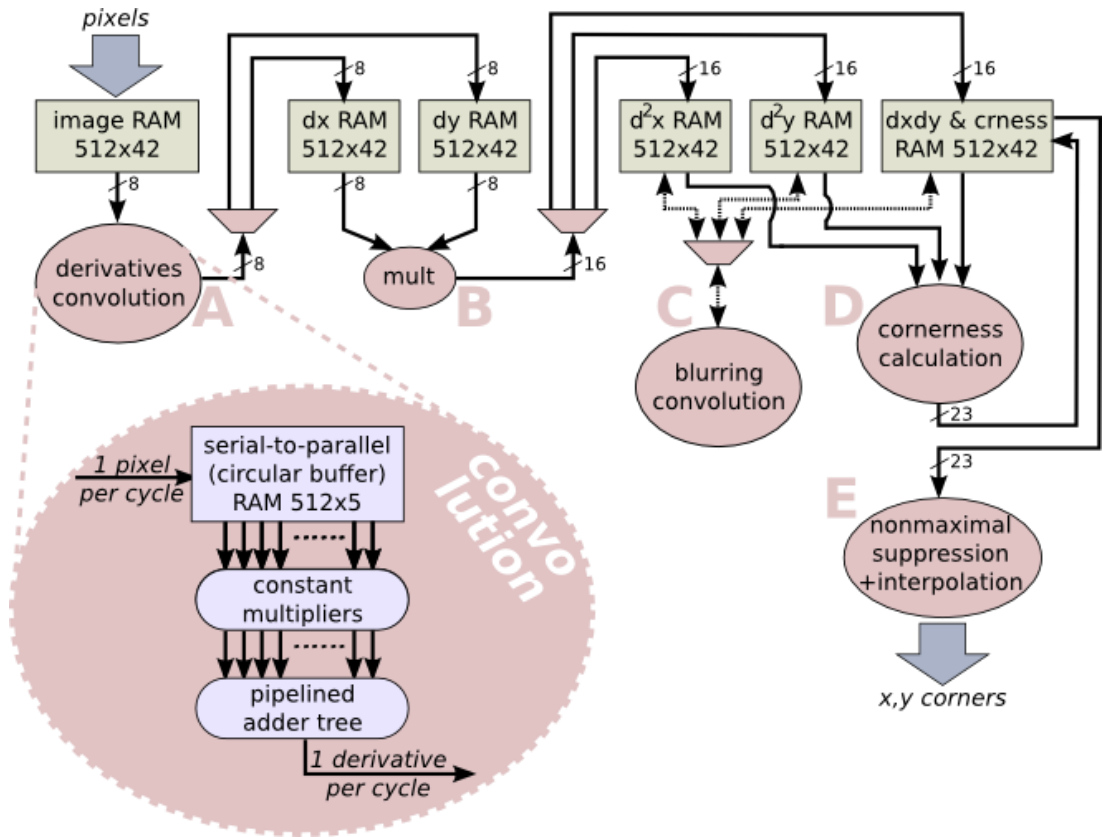 pixels
image RAM
512x42
8
derivatives
convolution
8
A
8
dx RAM
512x42
8
8
dy RAM
512x42
8
mult
B
16
16
d²x RAM
512x42
16
d²y RAM
512x42
16
dxdy & crness
RAM 512x42
C
blurring
convolution
D
cornerness
calculation
23
23
E
nonmaximal
suppression
+interpolation
x,y corners
convo
lution
1 pixel
per cycle
serial-to-parallel
(circular buffer)
RAM 512x5
constant
multipliers
pipelined
adder tree
1 derivative
per cycle